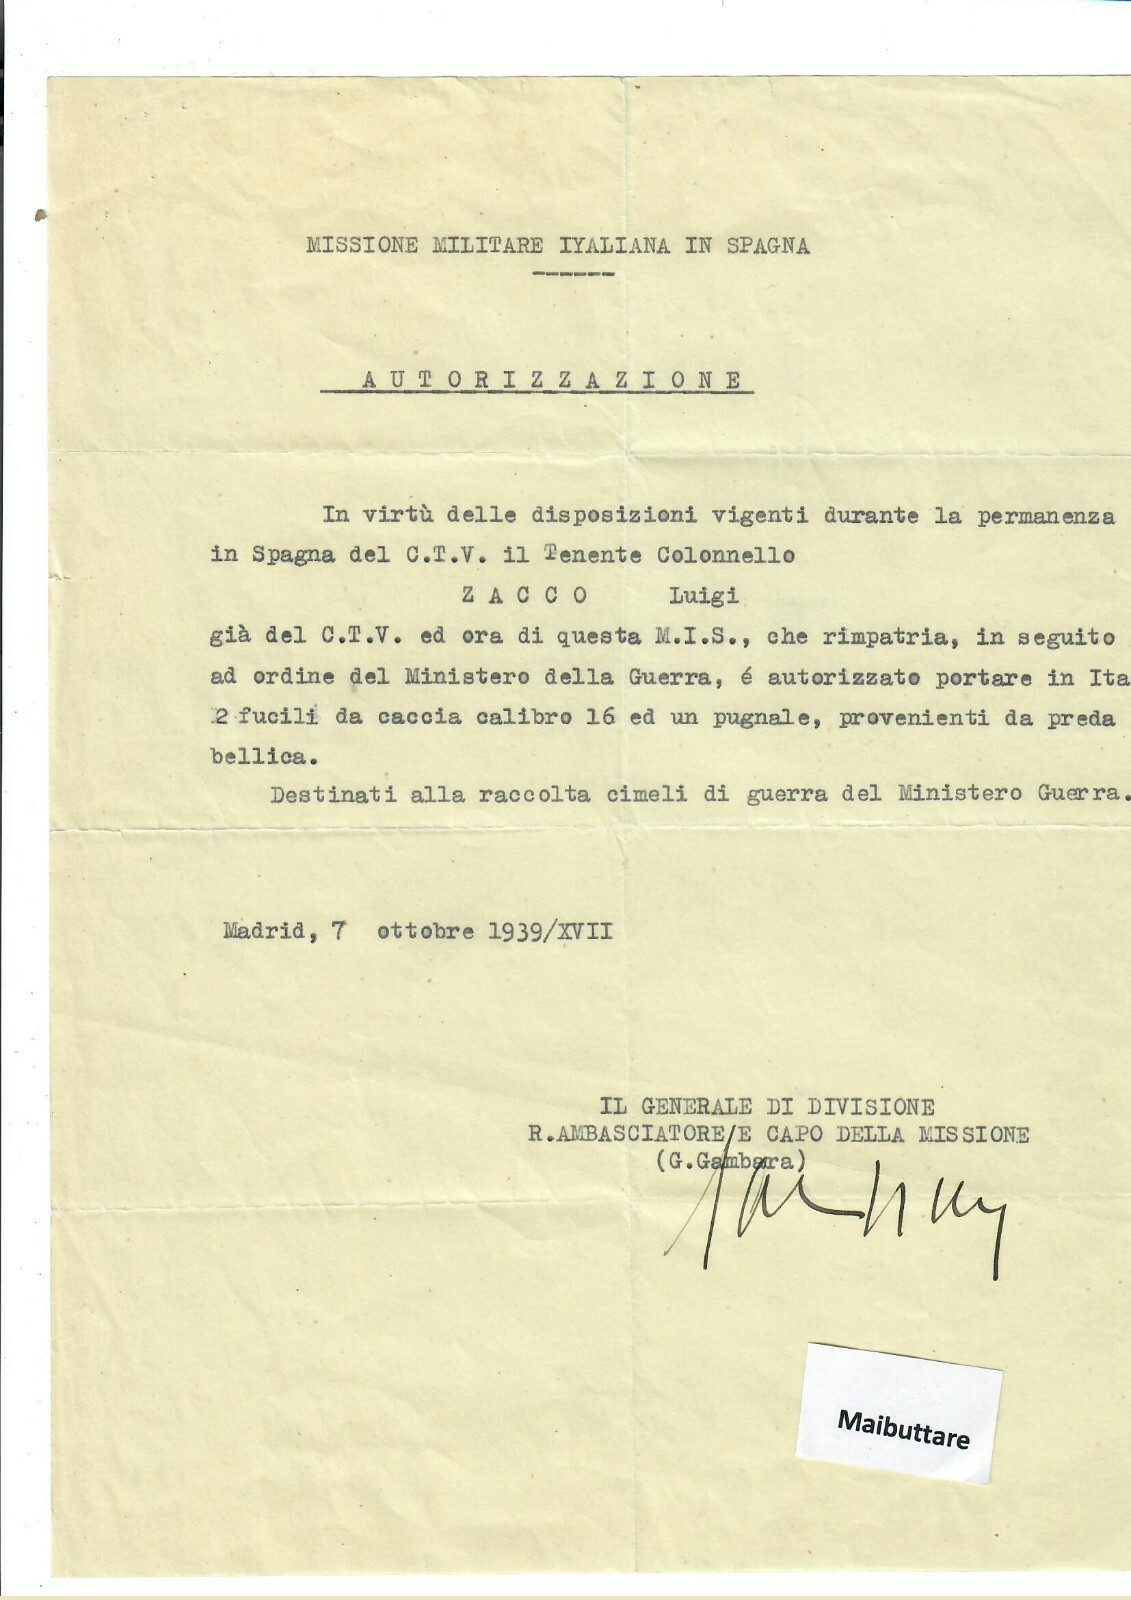 MISSIONE MILITARE IYALIANA IN SPAGNA
AUTORIZZAZIONE
In virtù delle disposizioni vigenti durante la permanenza
in Spagna del C.T.V. il Tenente Colonnello
ZACCO Luigi
già del C.T.V. ed ora di questa M.I.S., che rimpatria, in seguito
ad ordine del Ministero della Guerra, é autorizzato portare in Ita
2 fucili da caccia calibro 16 ed un pugnale, provenienti da preda
bellica.
Destinati alla raccolta cimeli di guerra del Ministero Guerra.
Madrid, 7 ottobre 1939/XVII
IL GENERALE DI DIVISIONE
R.AMBASCIATORE/E CAPO DELLA MISSIONE
(G.Gambara)
Maibuttare